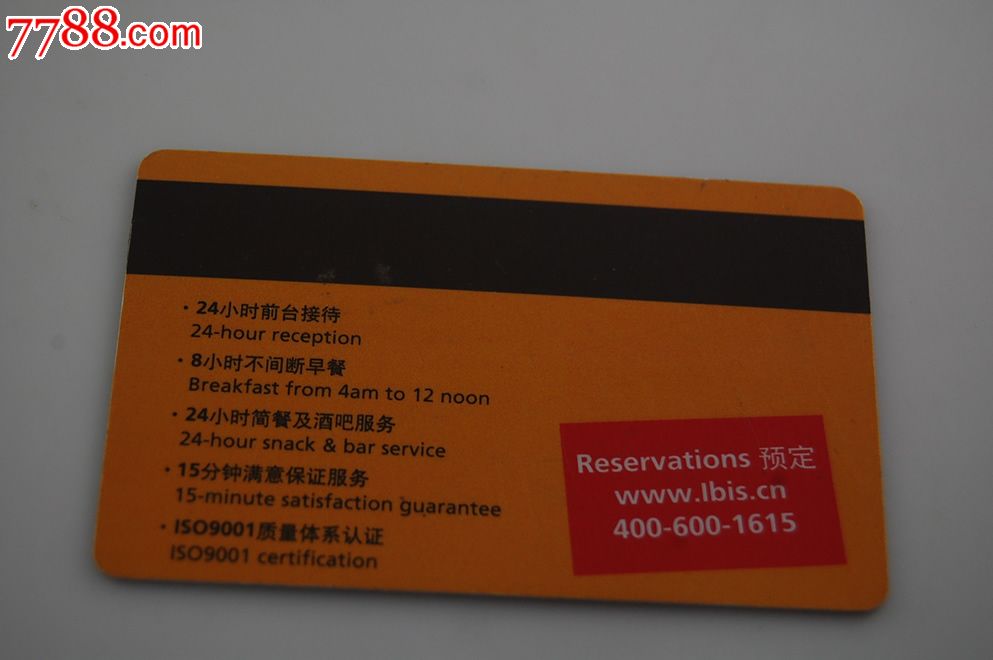 7788.com
· 24小时前台接待
24-hour reception
· 8小时不间断早餐
Breakfast from 4am to 12 noon
· 24小时简餐及酒吧服务
24-hour snack & bar service
· 15分钟满意保证服务
15-minute satisfaction guarantee
· ISO9001质量体系认证
ISO9001 certification
Reservations 预定
www.Ibis.cn
400-600-1615